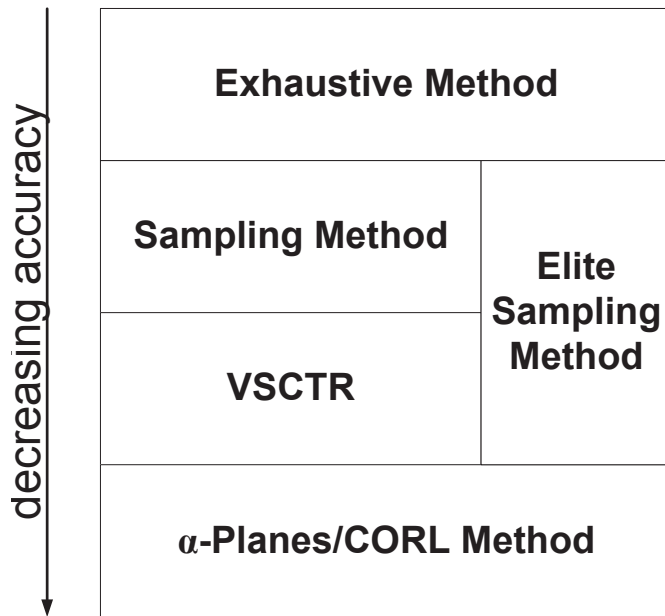 decreasing accuracy
Exhaustive Method
Sampling Method
Elite
Sampling
Method
VSCTR
α-Planes/CORL Method